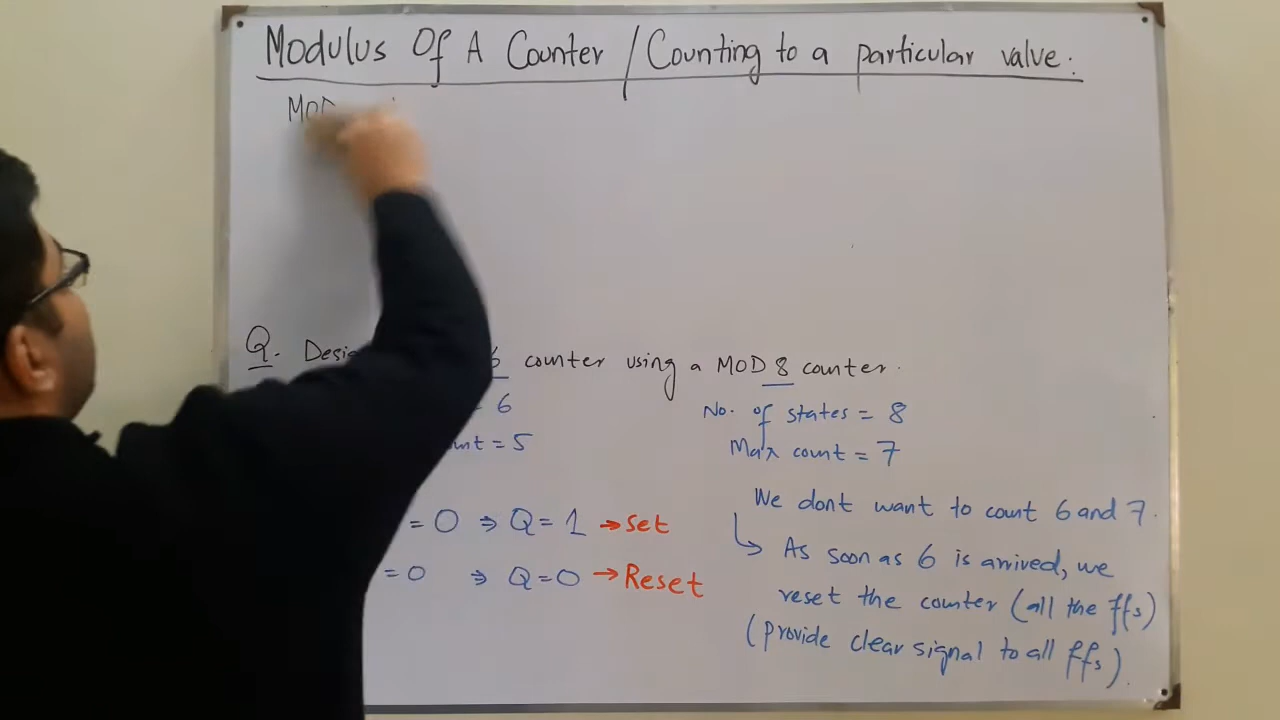 Modulus Of A Counter / Counting to a particular valve:
MOD
Q. Desi 6 counter using a MOD 8 counter.
= 6
unt = 5
No. of states = 8
Max count = 7
= 0 ⇒ Q = 1 → Set
= 0 ⇒ Q = 0 → Reset
We dont want to count 6 and 7.
↳ As soon as 6 is arrived, we
reset the counter (all the ffs)
(provide clear signal to all ffs).